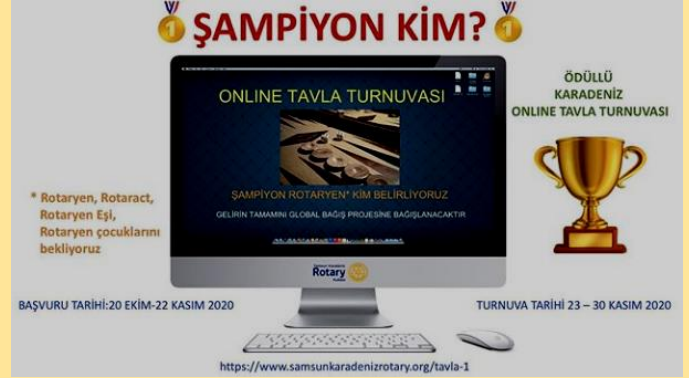 ŞAMPİYON KİM?
ONLINE TAVLA TURNUVASI
ŞAMPİYON ROTARYEN* KİM BELİRLİYORUZ
GELİRİN TAMAMINI GLOBAL BAĞIŞ PROJESİNE BAĞIŞLANACAKTIR
ÖDÜLLÜ
KARADENİZ
ONLINE TAVLA TURNUVASI
* Rotaryen, Rotaract,
Rotaryen Eşi,
Rotaryen çocuklarını
bekliyoruz
Rotary
BAŞVURU TARİHİ:20 EKİM-22 KASIM 2020
TURNUVA TARİHİ 23 – 30 KASIM 2020
https://www.samsunkaradenizrotary.org/tavla-1